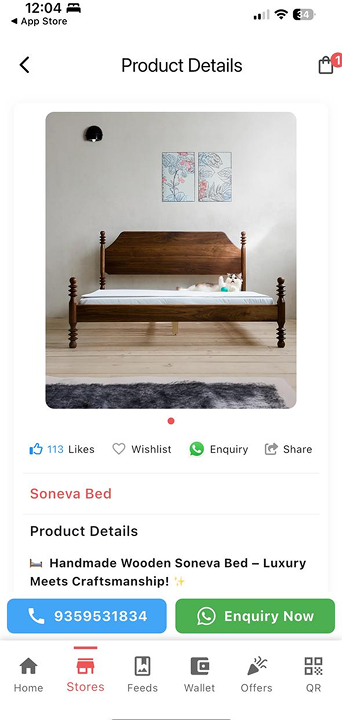 12:04
◀ App Store
34
Product Details
1
113 Likes
Wishlist
Enquiry
Share
Soneva Bed
Product Details
🛏️ Handmade Wooden Soneva Bed – Luxury
Meets Craftsmanship! ✨
9359531834
Enquiry Now
Home
Stores
Feeds
Wallet
Offers
QR